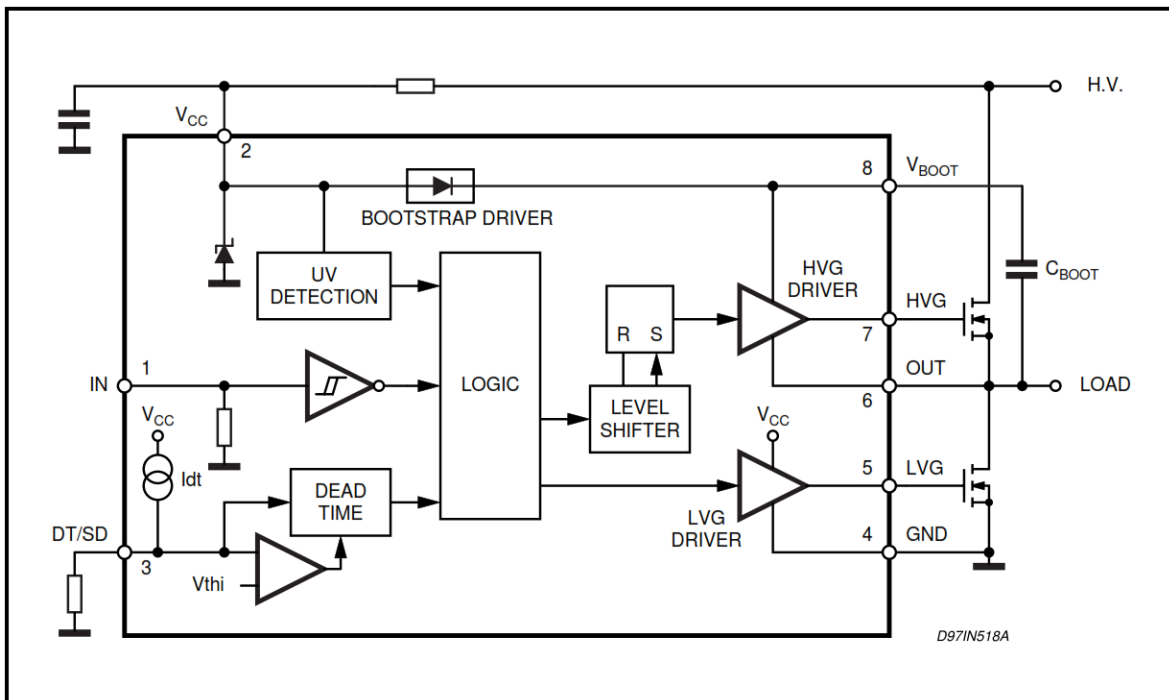 H.V.
VCC
2
8
VBOOT
BOOTSTRAP DRIVER
UV
DETECTION
HVG
DRIVER
CBOOT
R S
HVG
7
IN
1
LOGIC
OUT
6
LOAD
LEVEL
SHIFTER
VCC
Idt
VCC
DEAD
TIME
5
LVG
LVG
DRIVER
DT/SD
3
4
GND
Vthi
D97IN518A